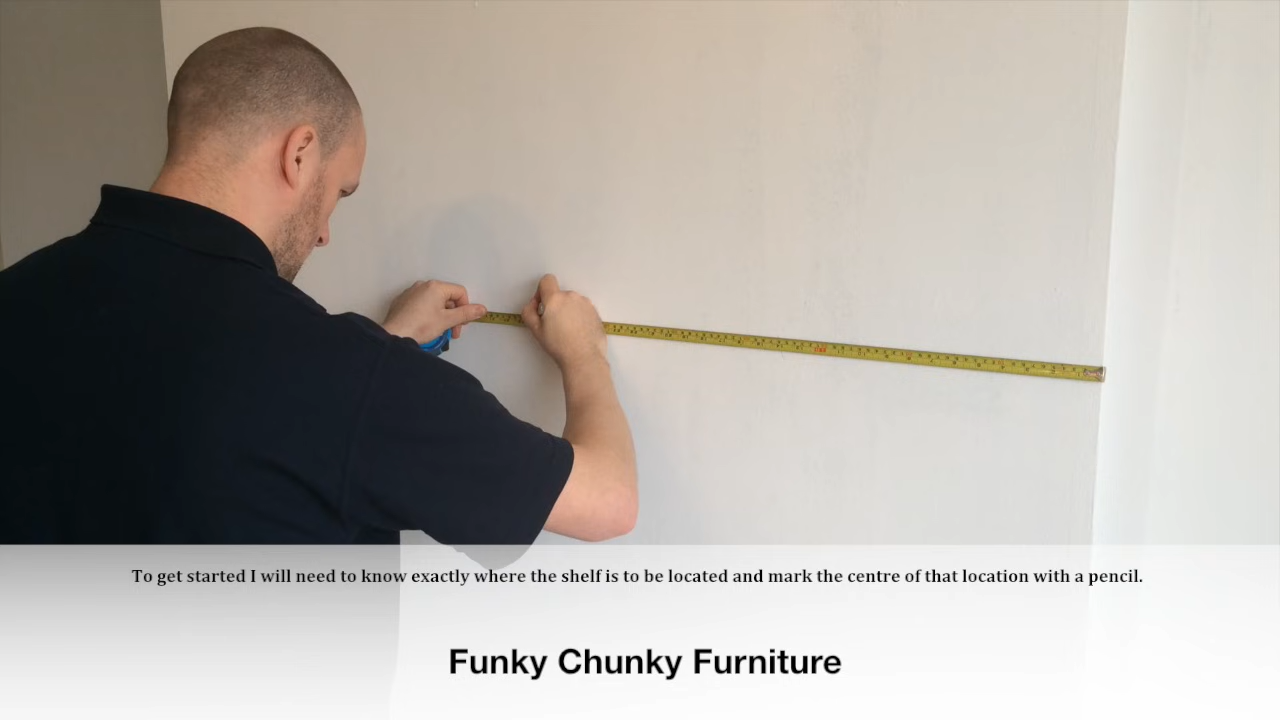 To get started I will need to know exactly where the shelf is to be located and mark the centre of that location with a pencil.
Funky Chunky Furniture